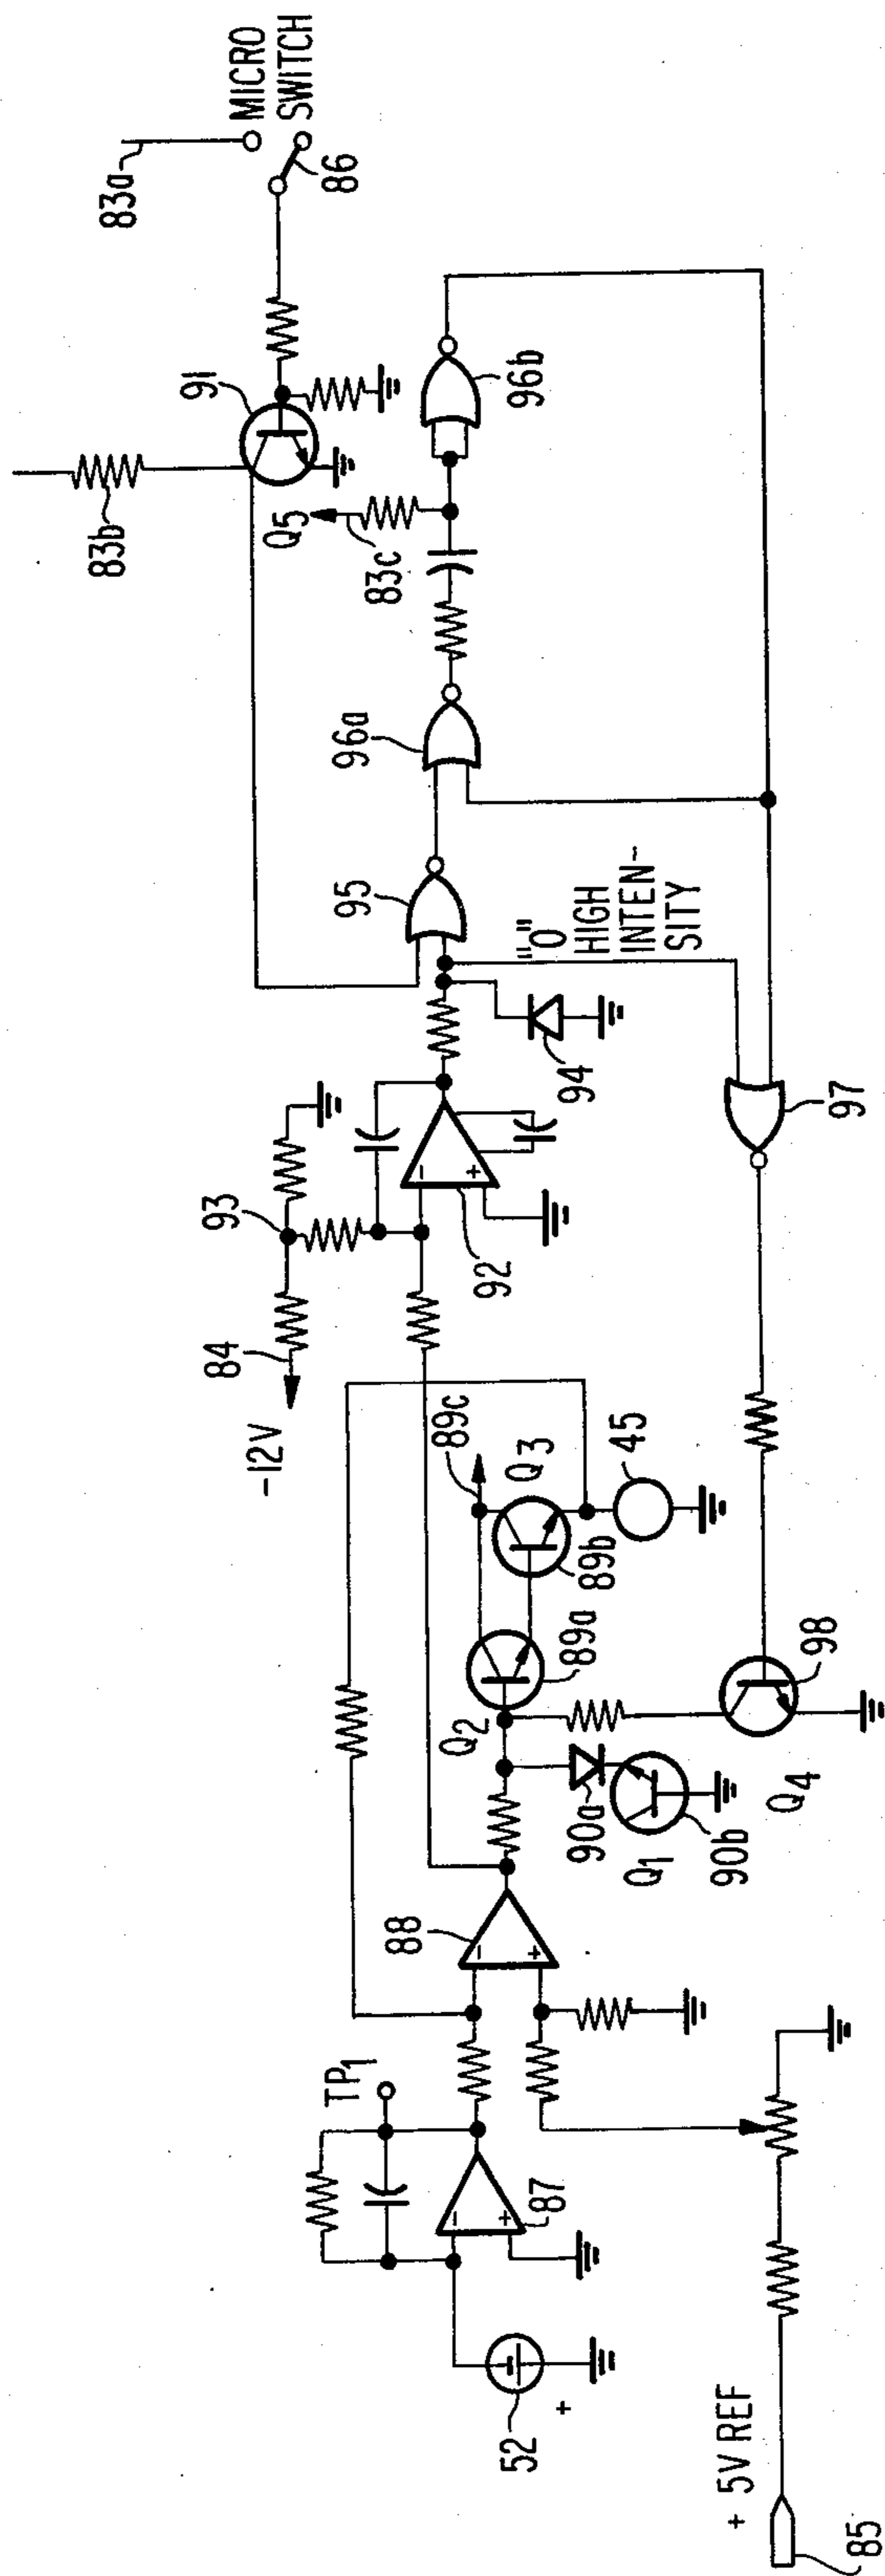 83a
MICRO
SWITCH
86
91
83b
Q5
83c
96b
96a
95
"0"
HIGH
INTEN-
SITY
94
97
93
84
-12V
-
+
92
89c
Q3
45
89b
89a
Q2
98
90a
Q1
90b
Q4
88
-
+
TP1
-
+
87
52
+
+ 5V REF
85